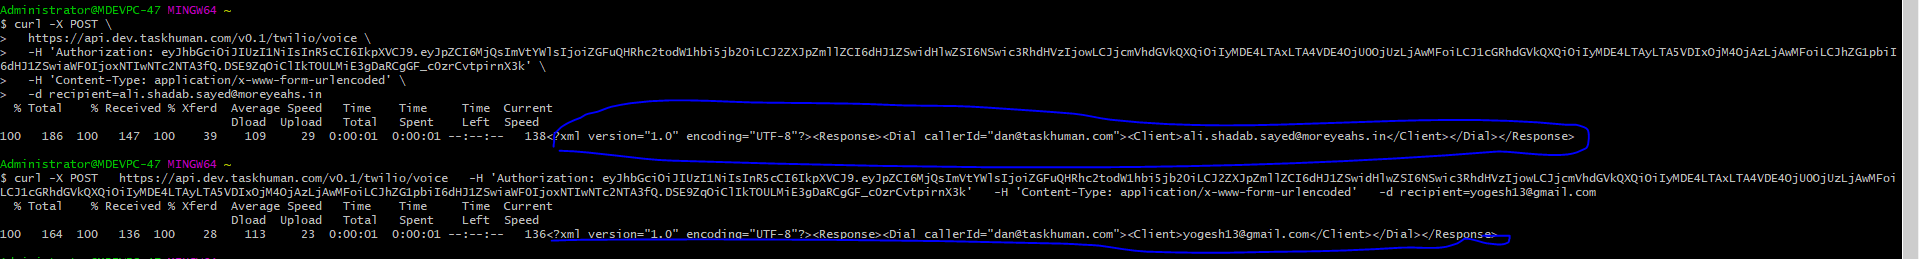 Administrator@MDEVPC-47 MINGW64 ~
$ curl -X POST \
>   https://api.dev.taskhuman.com/v0.1/twilio/voice \
>   -H 'Authorization: eyJhbGciOiJIUzI1NiIsInR5cCI6IkpXVCJ9.
>   -H 'Content-Type: application/x-www-form-urlencoded' \
>   -d recipient=ali.shadab.sayed@moreyeahs.in
  % Total    % Received % Xferd  Average Speed   Time    Time     Time  Current
                                 Dload  Upload   Total   Spent    Left  Speed
100   186  100   147  100    39    109     29  0:00:01  0:00:01 --:--:--   138<?xml version="1.0" encoding="UTF-8"?><Response><Dial callerId="dan@taskhuman.com"><Client>ali.shadab.sayed@moreyeahs.in</Client></Dial></Response>
Administrator@MDEVPC-47 MINGW64 ~
$ curl -X POST   https://api.dev.taskhuman.com/v0.1/twilio/voice   -H 'Authorization: eyJhbGciOiJIUzI1NiIsInR5cCI6IkpXVCJ9.
-H 'Content-Type: application/x-www-form-urlencoded'   -d recipient=yogesh13@gmail.com
  % Total    % Received % Xferd  Average Speed   Time    Time     Time  Current
                                 Dload  Upload   Total   Spent    Left  Speed
100   164  100   136  100    28    113     23  0:00:01  0:00:01 --:--:--   136<?xml version="1.0" encoding="UTF-8"?><Response><Dial callerId="dan@taskhuman.com"><Client>yogesh13@gmail.com</Client></Dial></Response>